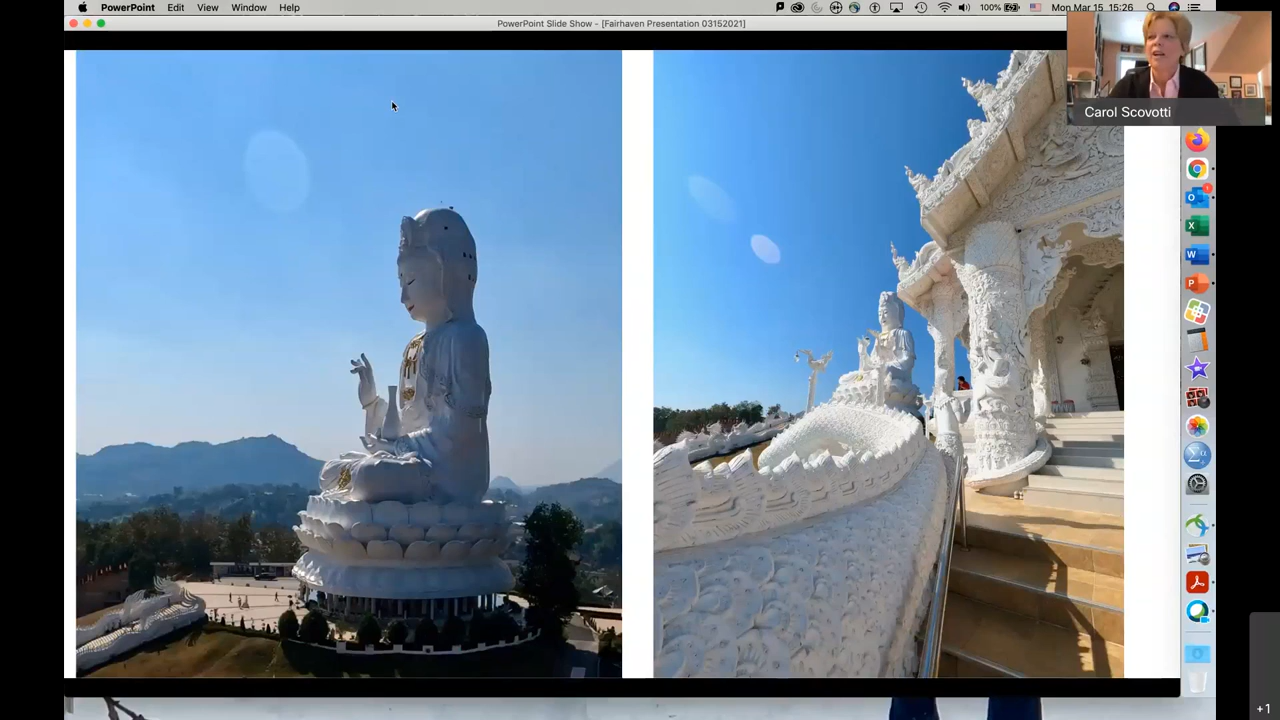 PowerPoint Edit View Window Help
100% Mon Mar 15 15:26
PowerPoint Slide Show - [Fairhaven Presentation 03152021]
Carol Scovotti
+1